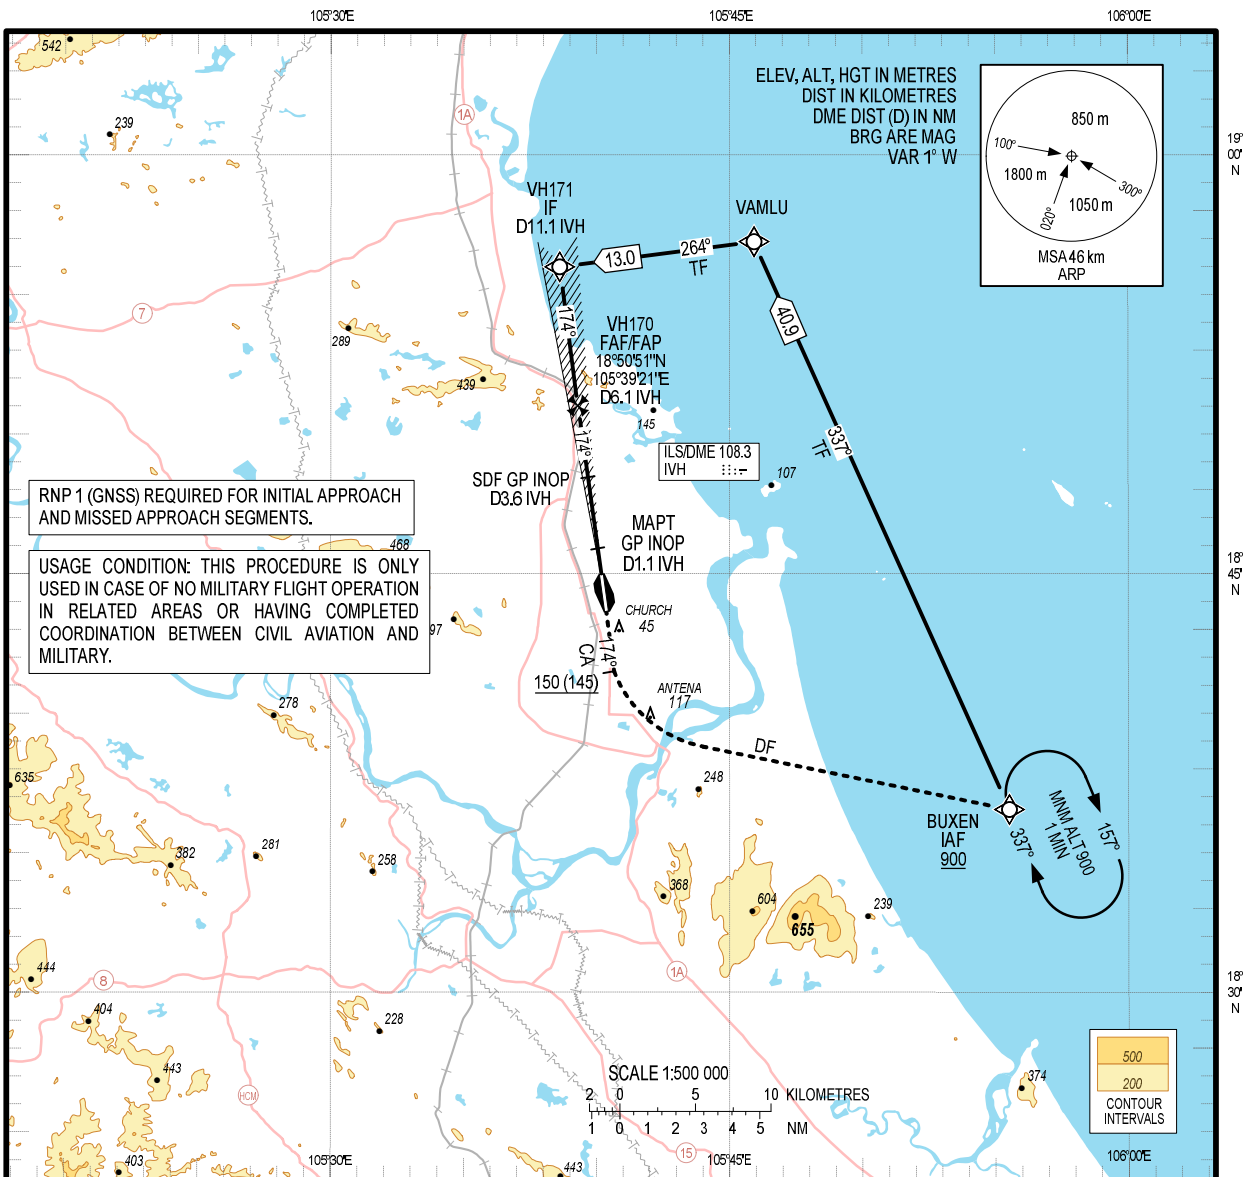 105°30'E
105°45'E
106°00'E
542
239
1A
ELEV, ALT, HGT IN METRES
DIST IN KILOMETRES
DME DIST (D) IN NM
BRG ARE MAG
VAR 1° W
850 m
100°
1800 m
300°
1050 m
020°
MSA 46 km
ARP
19°
00'
N
VH171
IF
D11.1 IVH
VAMLU
13.0
264°
TF
7
289
439
174°
VH170
FAF/FAP
18°50'51"N
105°39'21"E
D6.1 IVH
145
40.9
337°
TF
174°
ILS/DME 108.3
IVH
107
SDF GP INOP
D3.6 IVH
RNP 1 (GNSS) REQUIRED FOR INITIAL APPROACH
AND MISSED APPROACH SEGMENTS.
MAPT
GP INOP
D1.1 IVH
468
USAGE CONDITION: THIS PROCEDURE IS ONLY
USED IN CASE OF NO MILITARY FLIGHT OPERATION
IN RELATED AREAS OR HAVING COMPLETED
COORDINATION BETWEEN CIVIL AVIATION AND
MILITARY.
97
18°
45'
N
CHURCH
45
174°
CA
150 (145)
ANTENA
117
278
DF
635
248
BUXEN
IAF
900
337°
MNM ALT 900
1 MIN
157°
382
281
258
368
604
655
239
444
8
1A
18°
30'
N
404
228
443
HCM
374
SCALE 1:500 000
2 0 5 10 KILOMETRES
1 0 1 2 3 4 5 NM
500
200
CONTOUR
INTERVALS
15
403
443
105°30'E
105°45'E
106°00'E